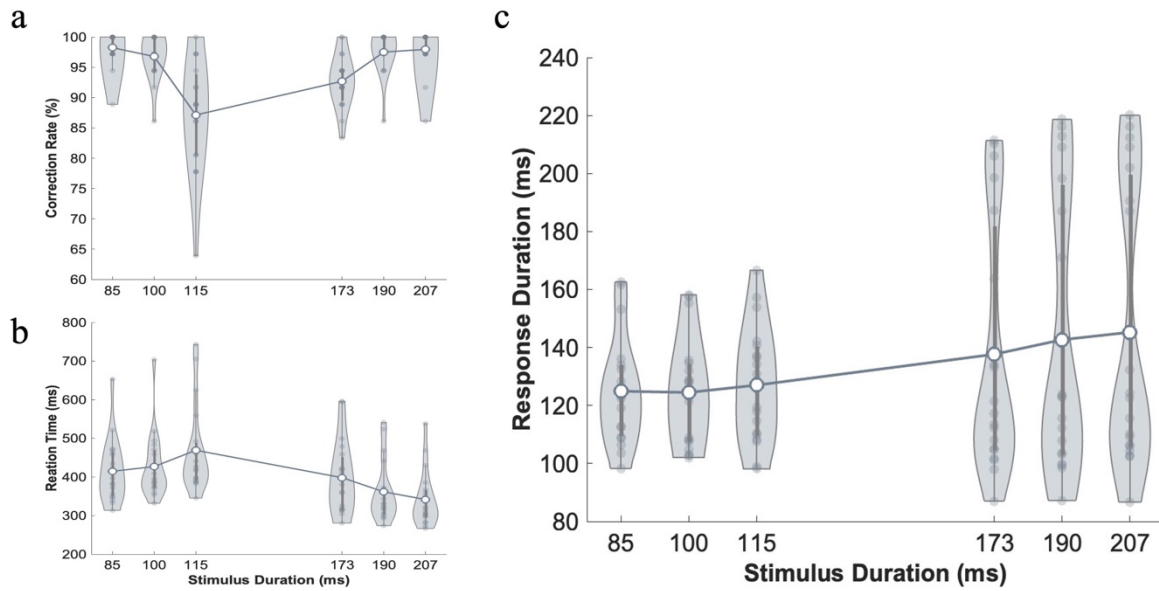 a
Correction Rate (%)
100
95
90
85
80
75
70
65
60
85 100 115 173 190 207
b
Reation Time (ms)
800
700
600
500
400
300
200
85 100 115 173 190 207
Stimulus Duration (ms)
c
Response Duration (ms)
240
220
200
180
160
140
120
100
80
85 100 115 173 190 207
Stimulus Duration (ms)